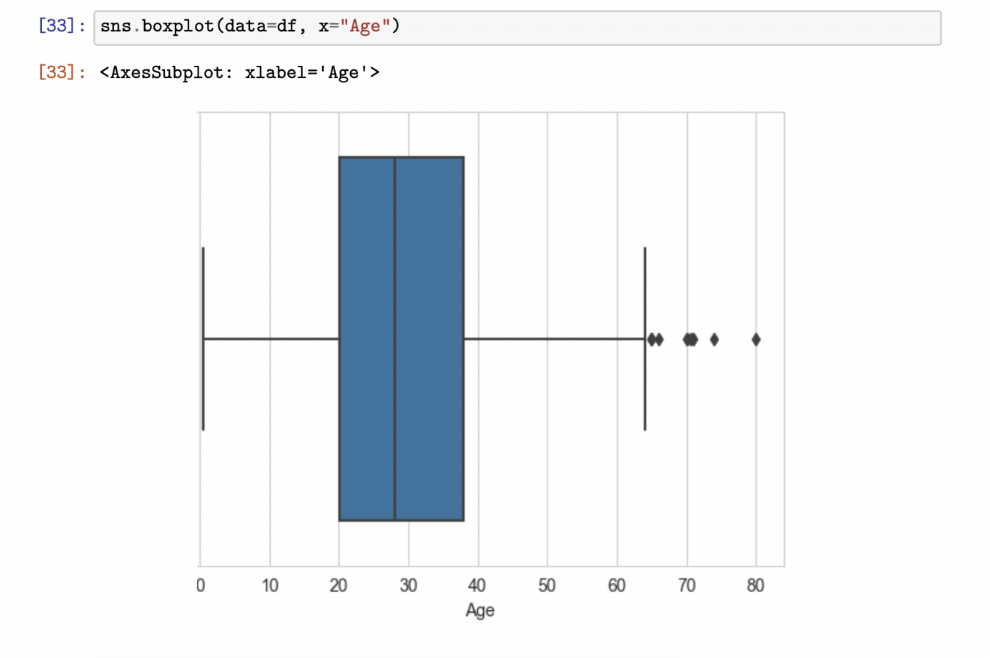 [33]: sns.boxplot(data=df, x="Age")
[33]: <AxesSubplot: xlabel='Age'>
0 10 20 30 40 50 60 70 80
Age